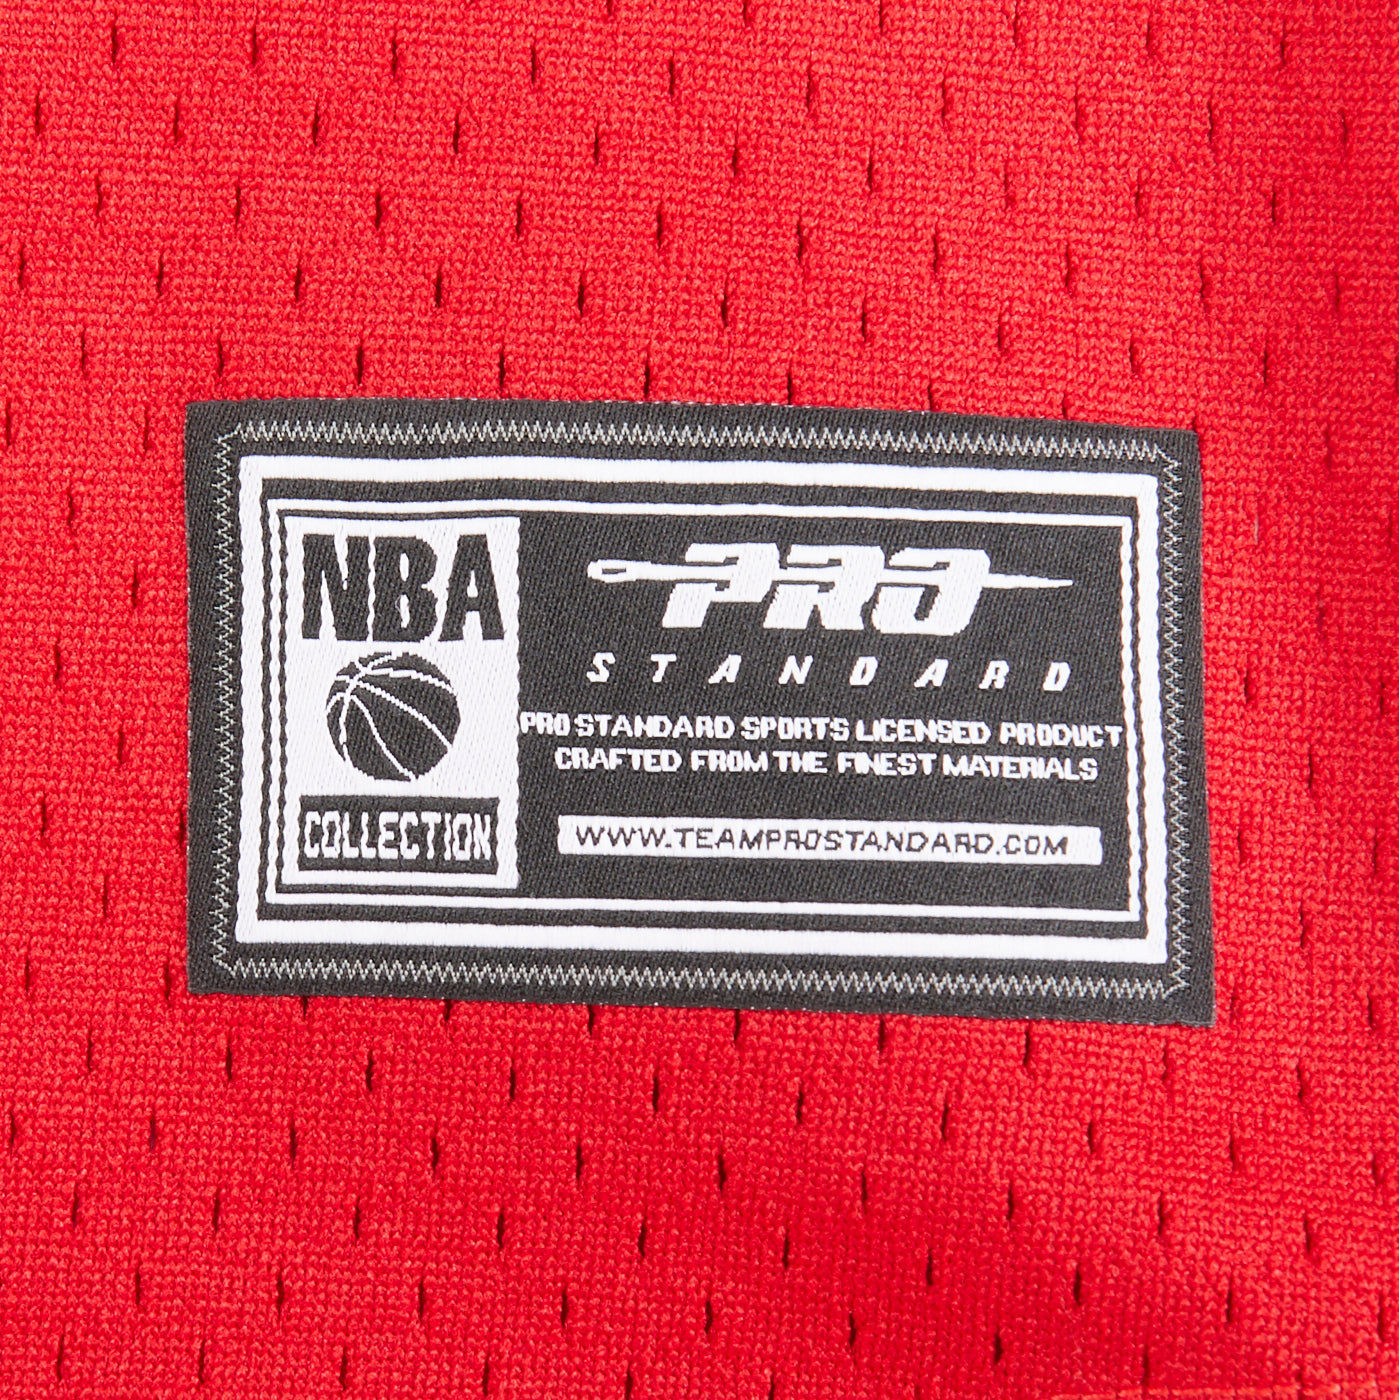 NBA
COLLECTION
PRO
STANDARD
PRO STANDARD SPORTS LICENSED PRODUCT
CRAFTED FROM THE FINEST MATERIALS
WWW.TEAMPROSTANDARD.COM